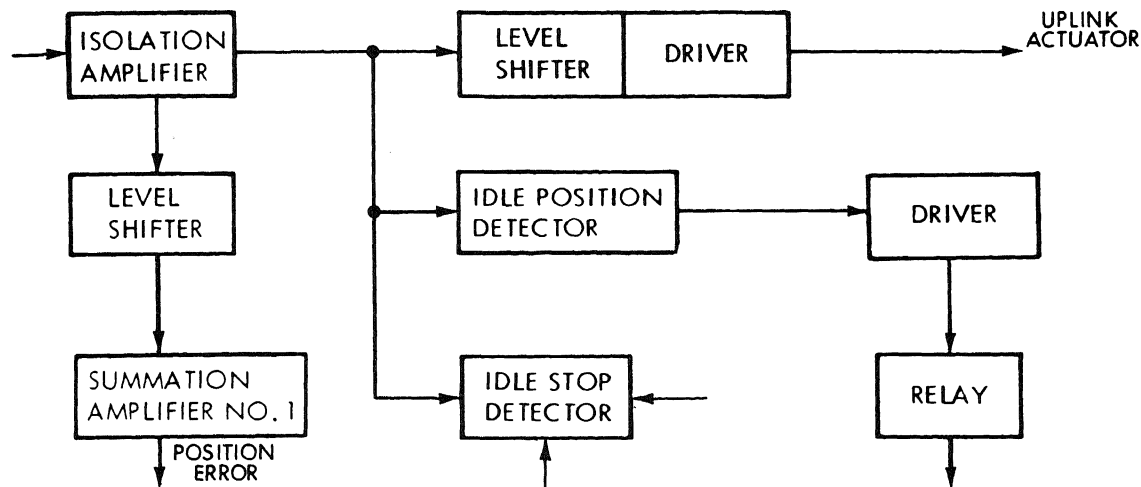 ISOLATION
AMPLIFIER
LEVEL
SHIFTER
DRIVER
UPLINK
ACTUATOR
LEVEL
SHIFTER
IDLE POSITION
DETECTOR
DRIVER
SUMMATION
AMPLIFIER NO. 1
IDLE STOP
DETECTOR
RELAY
POSITION
ERROR